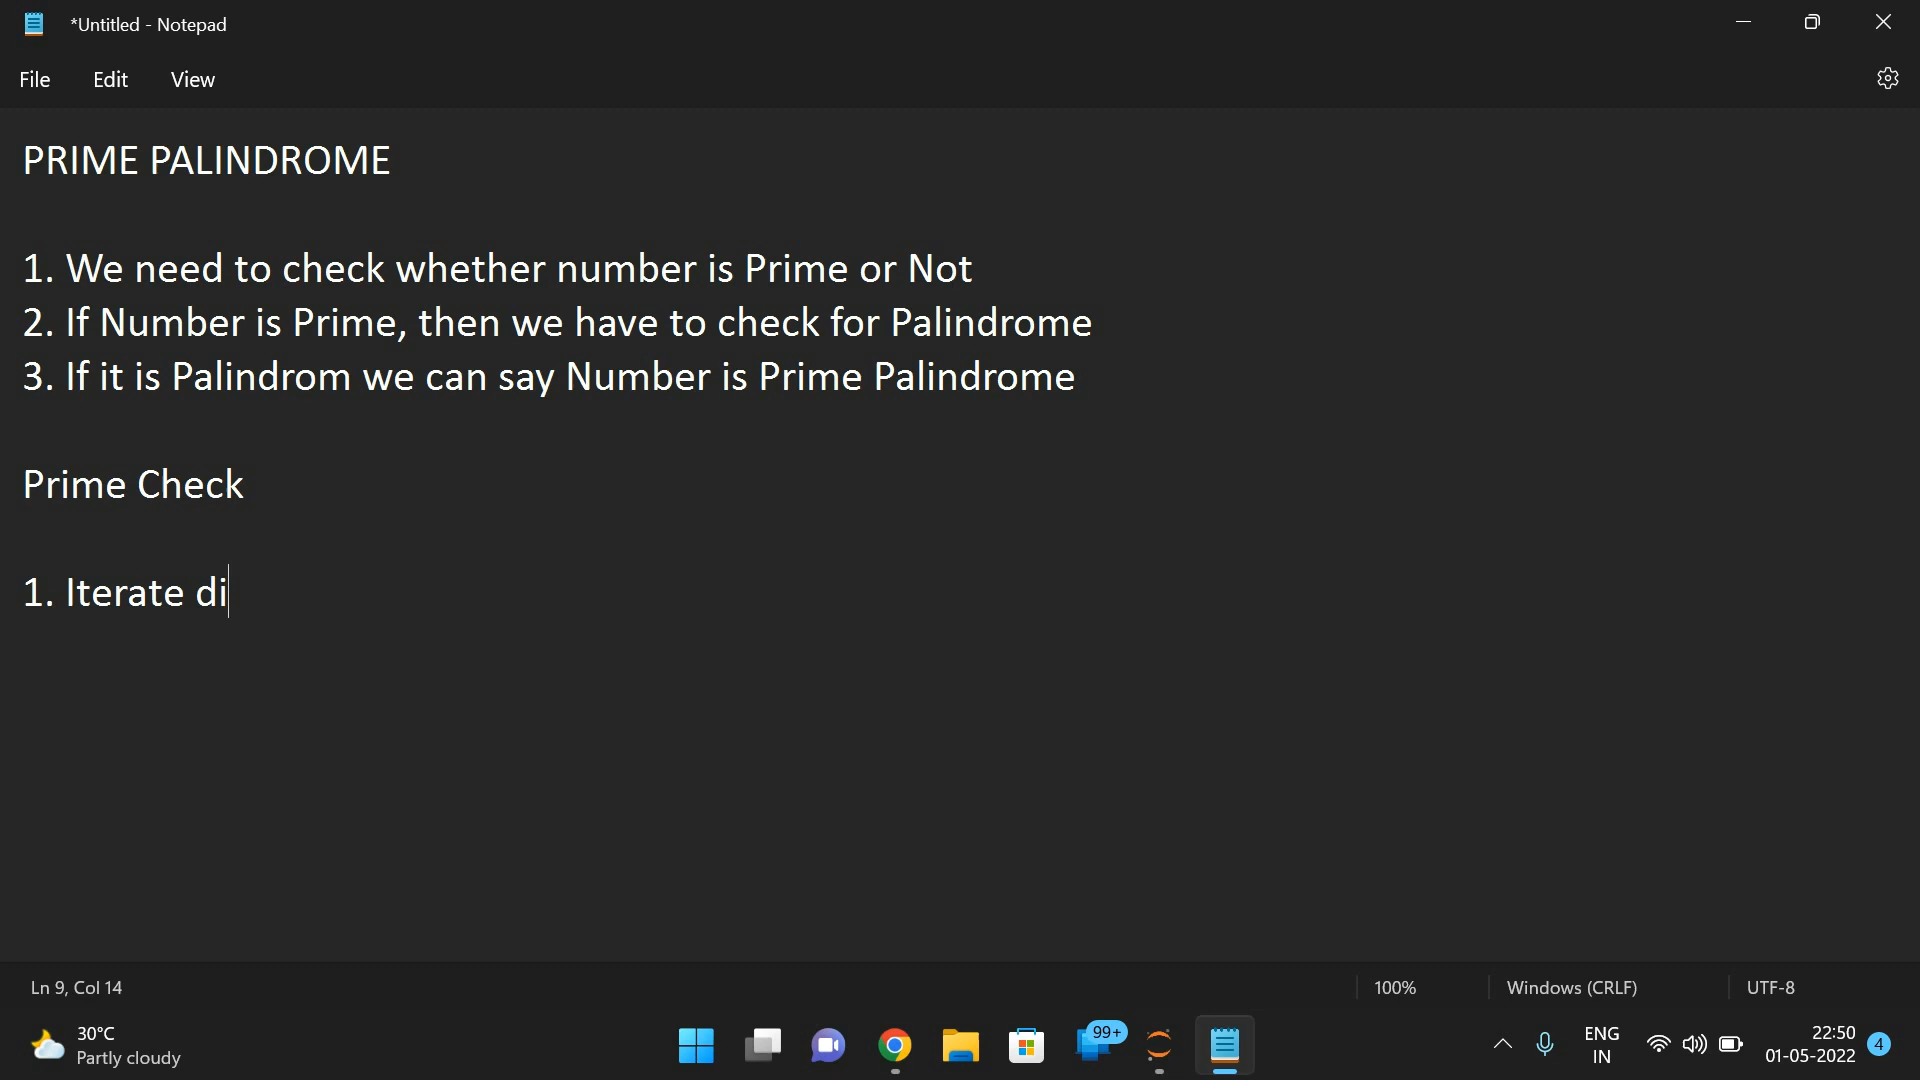 *Untitled - Notepad
File Edit View
PRIME PALINDROME
1. We need to check whether number is Prime or Not
2. If Number is Prime, then we have to check for Palindrome
3. If it is Palindrom we can say Number is Prime Palindrome
Prime Check
1. Iterate di
Ln 9, Col 14 100% Windows (CRLF) UTF-8
30°C
Partly cloudy
99+
ENG
IN
22:50
01-05-2022
4